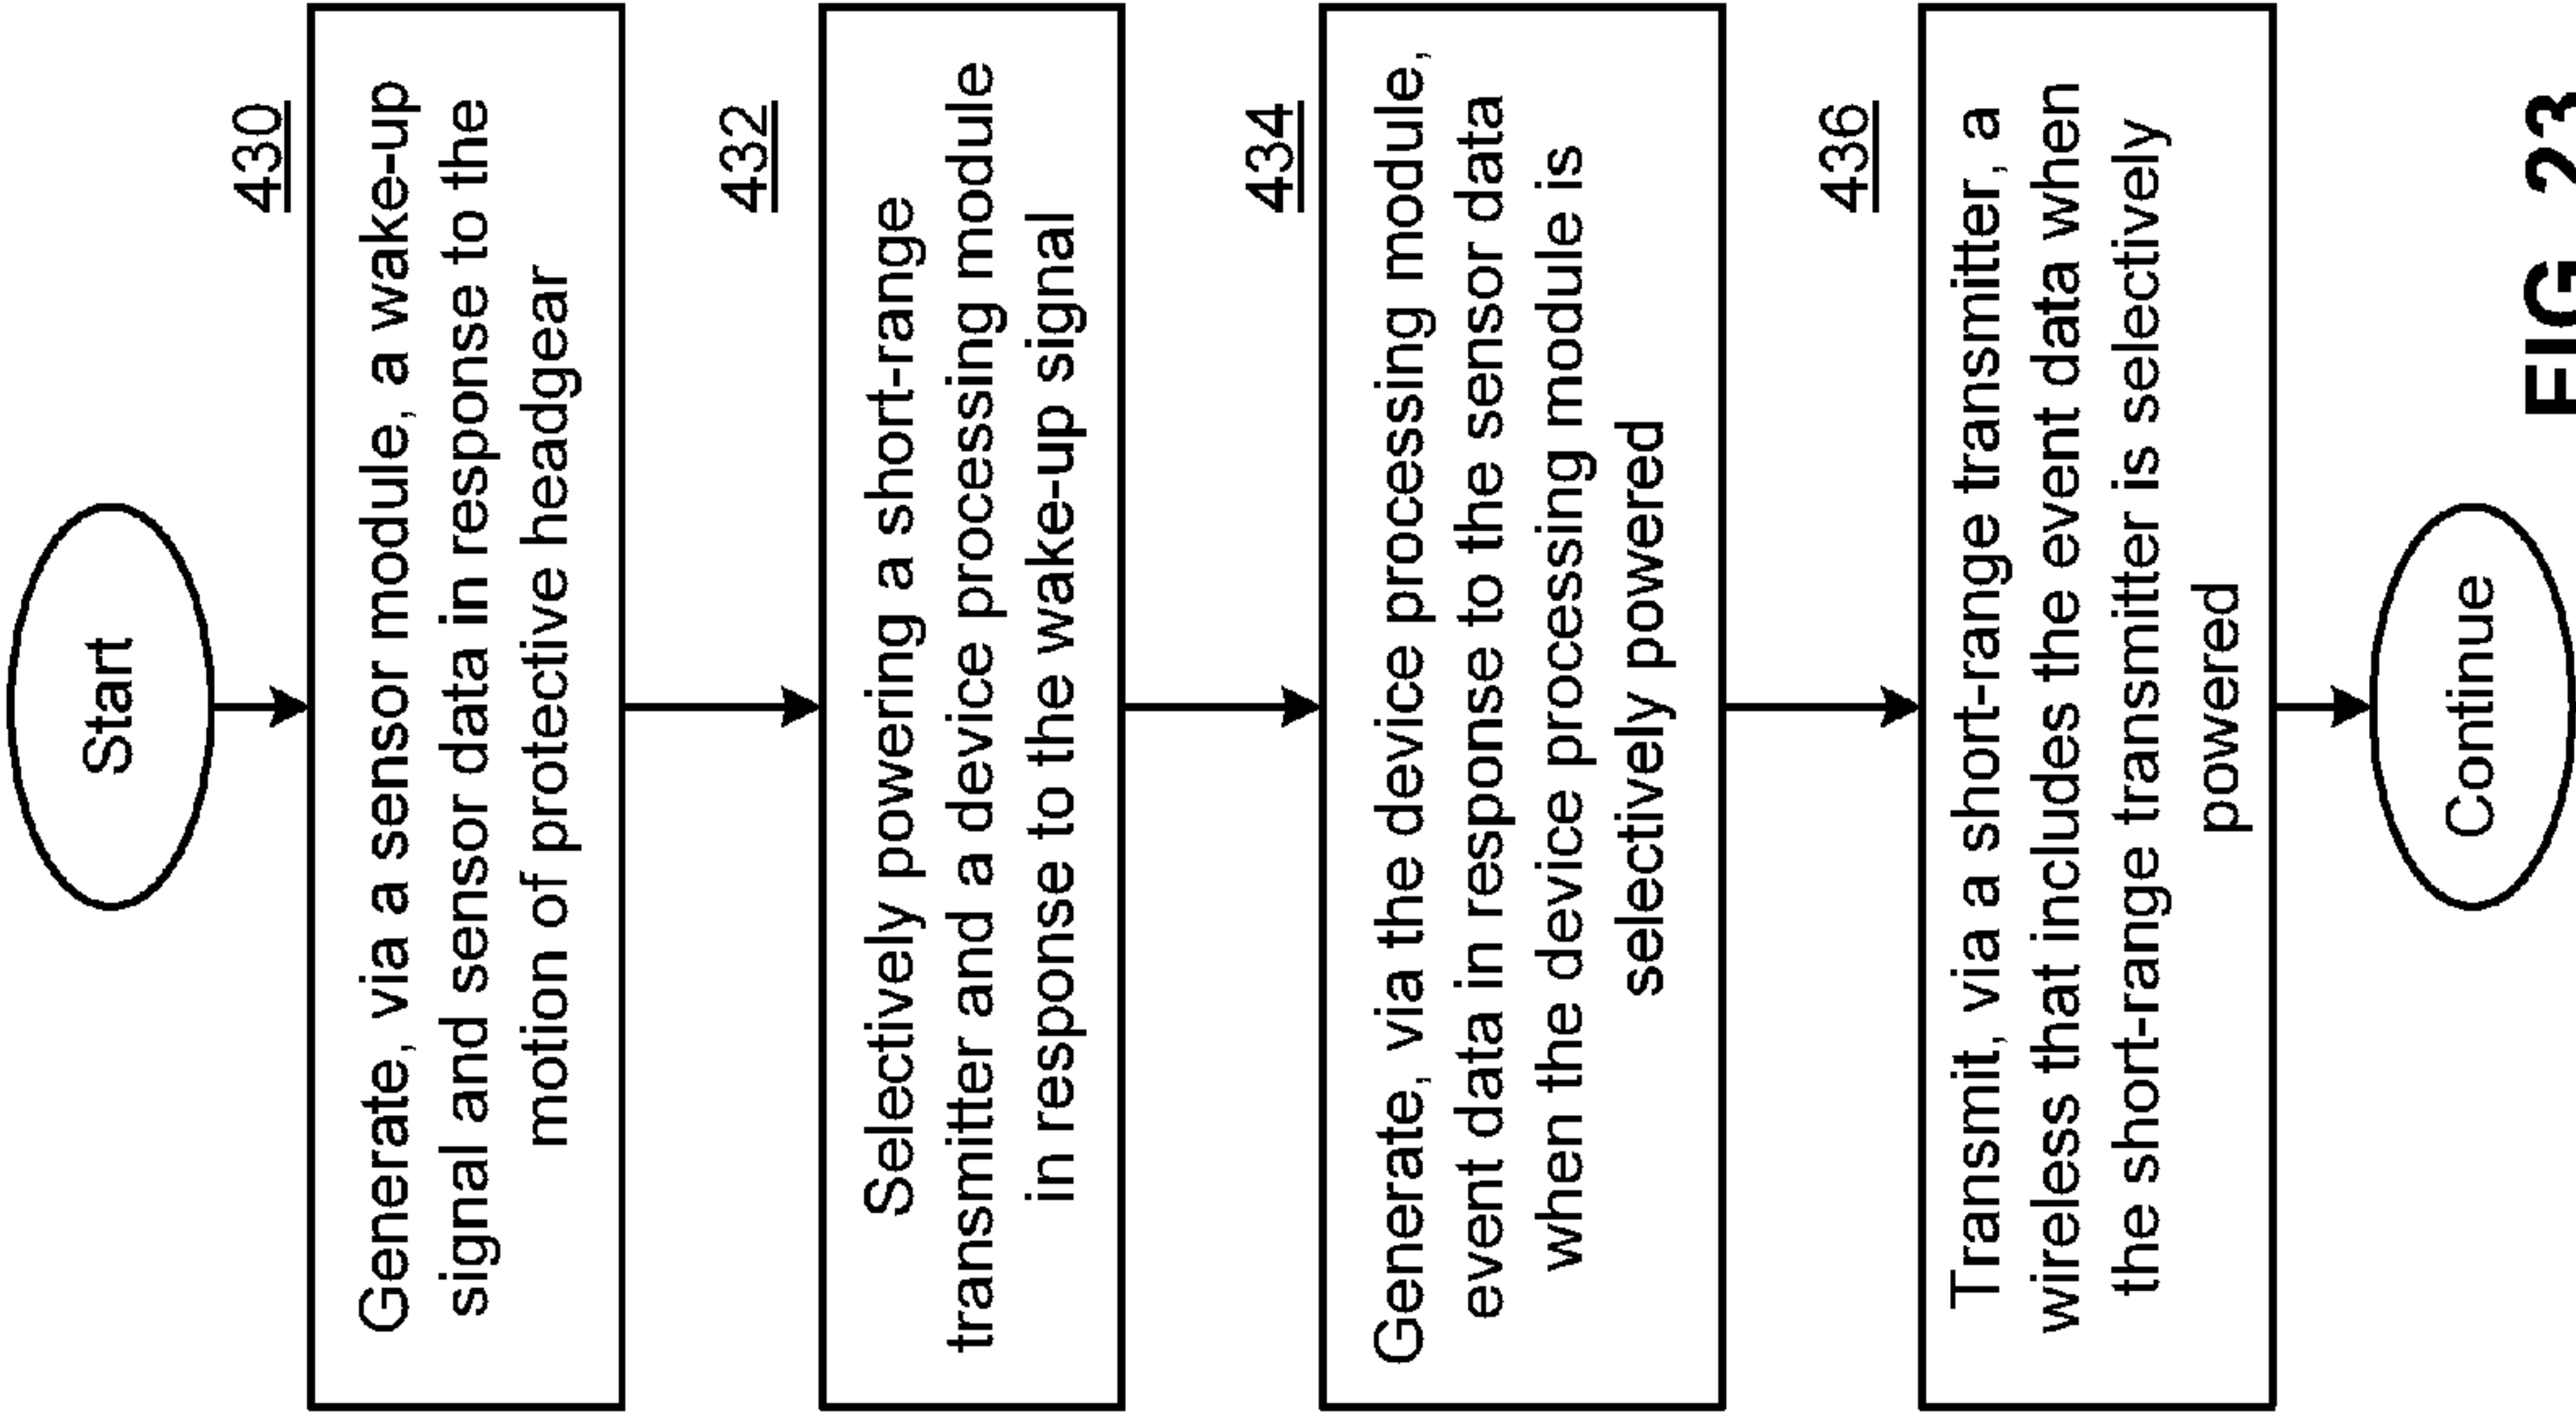 Start
430
Generate, via a sensor module, a wake-up
signal and sensor data in response to the
motion of protective headgear
432
Selectively powering a short-range
transmitter and a device processing module
in response to the wake-up signal
434
Generate, via the device processing module,
event data in response to the sensor data
when the device processing module is
selectively powered
436
Transmit, via a short-range transmitter, a
wireless that includes the event data when
the short-range transmitter is selectively
powered
Continue
FIG. 23